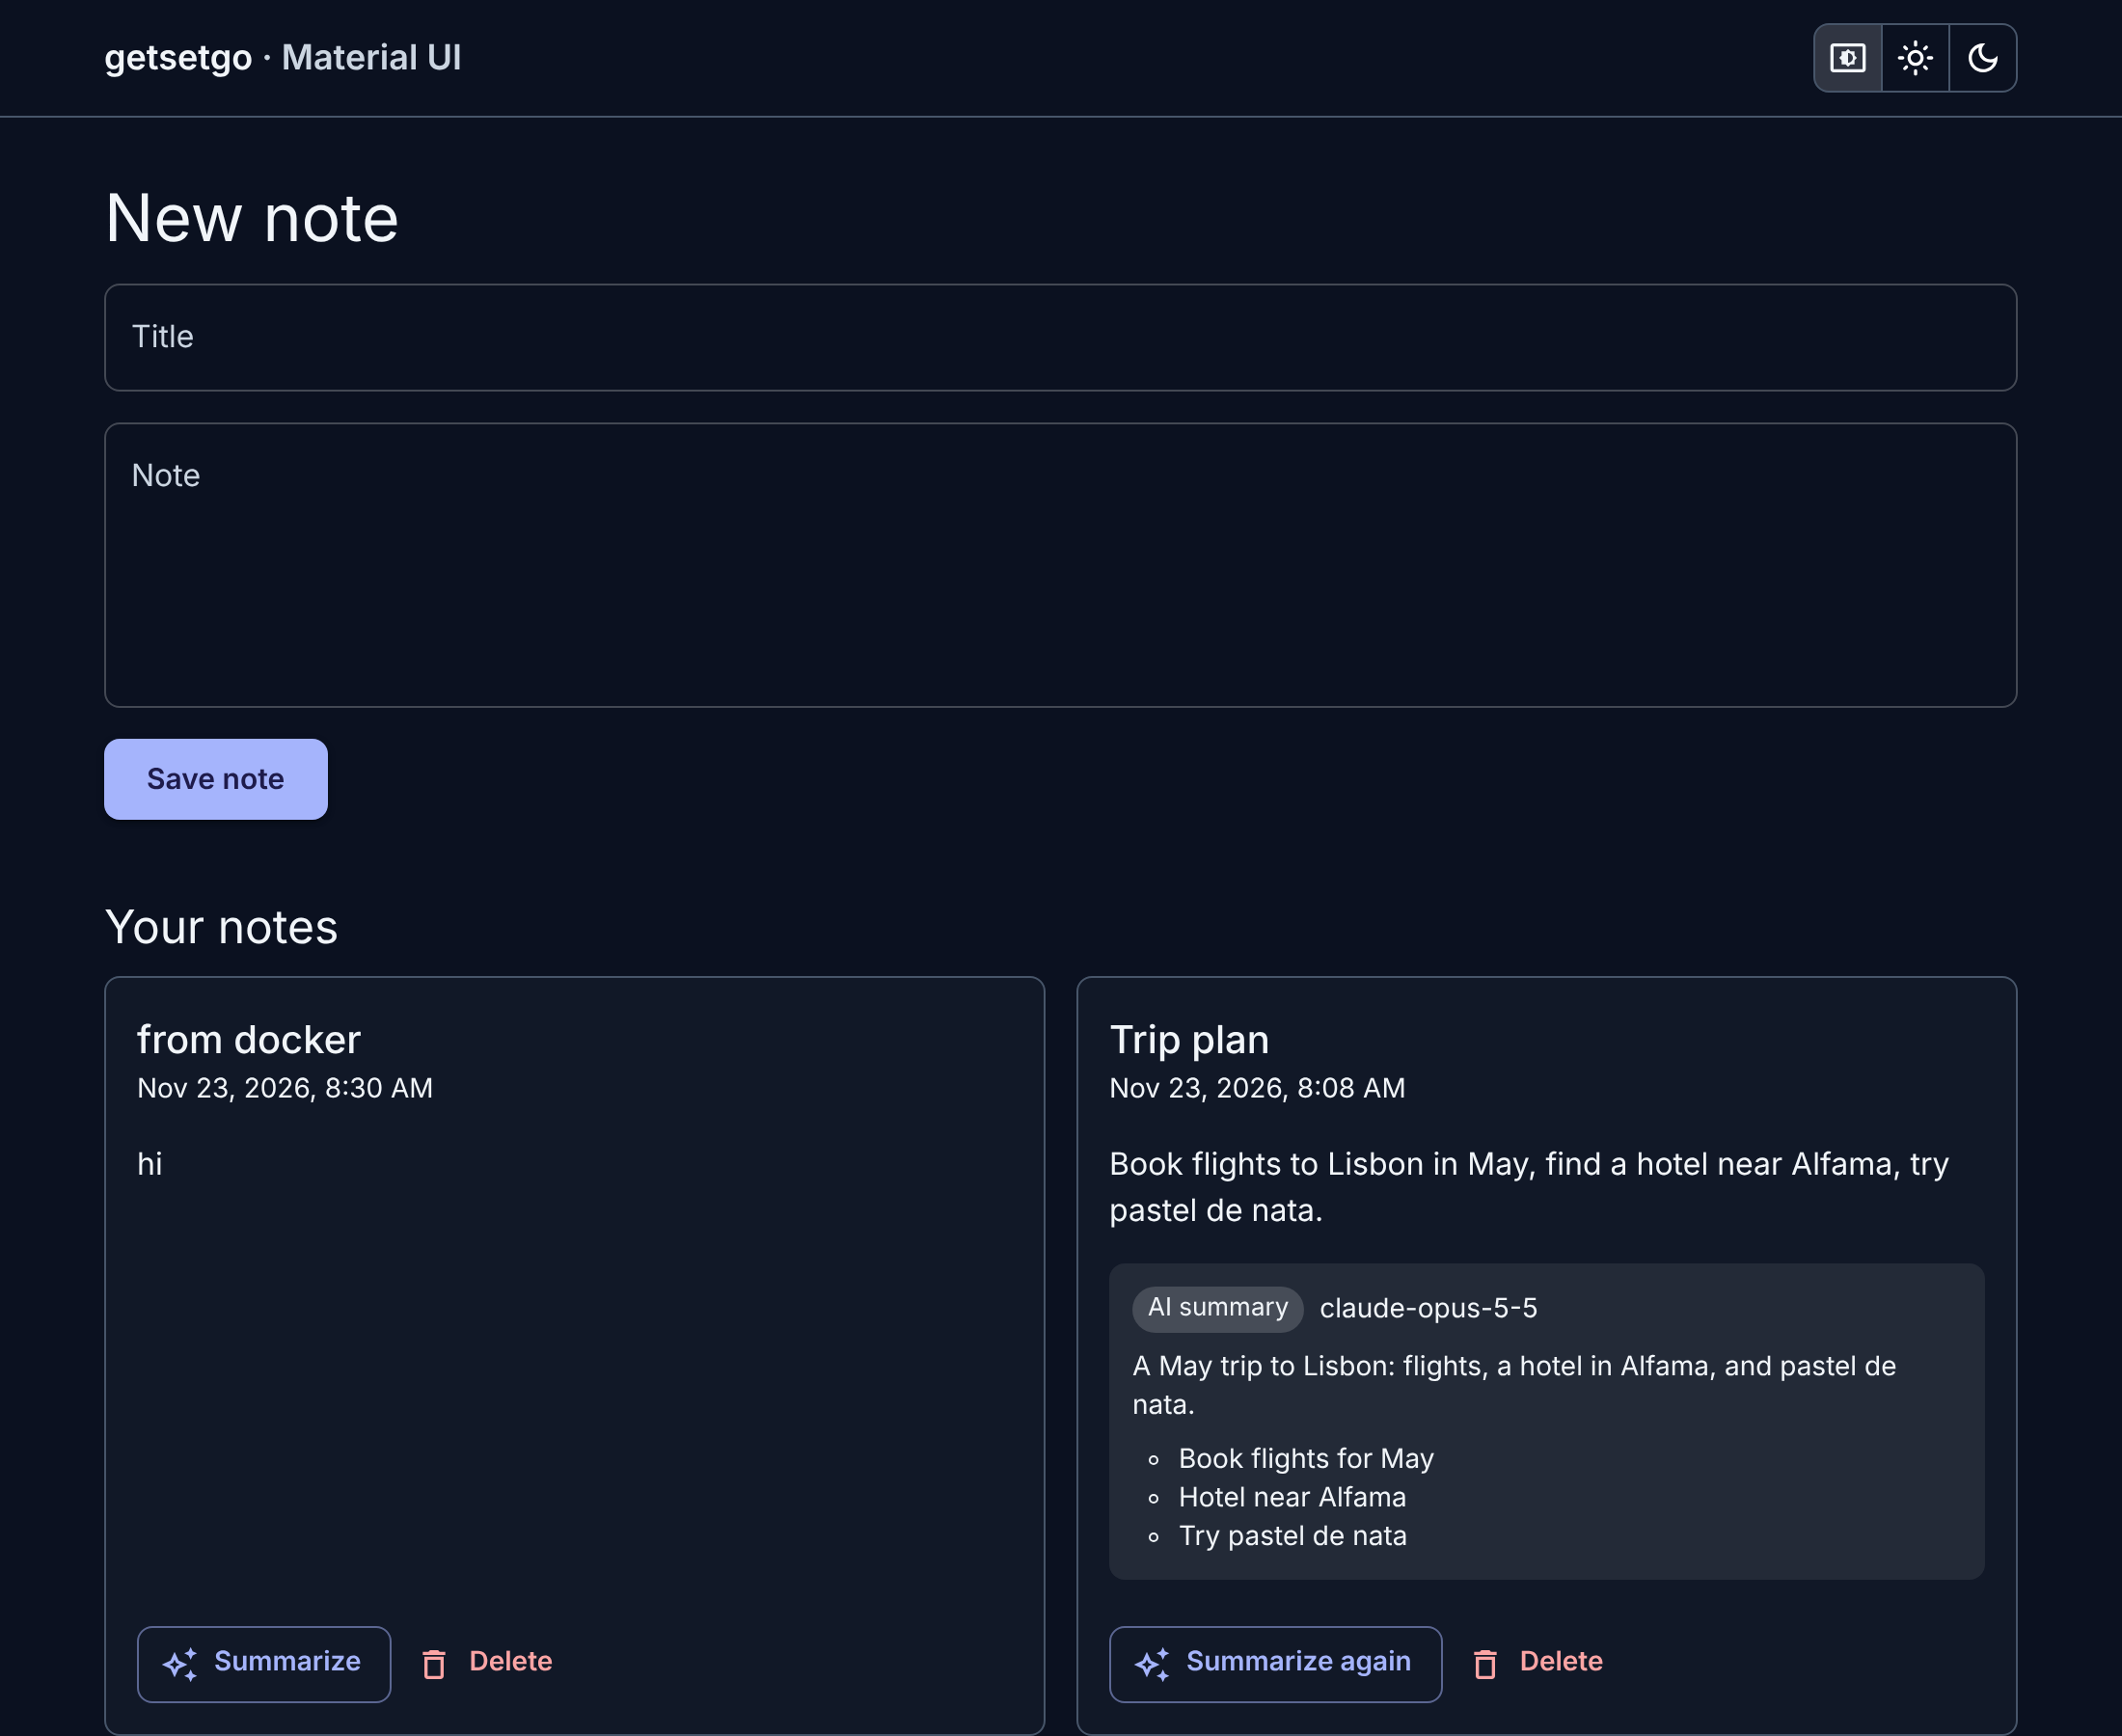 getsetgo · Material UI
New note
Title
Note
Save note
Your notes
from docker
Nov 23, 2026, 8:30 AM
hi
Summarize
Delete
Trip plan
Nov 23, 2026, 8:08 AM
Book flights to Lisbon in May, find a hotel near Alfama, try
pastel de nata.
AI summary claude-opus-5-5
A May trip to Lisbon: flights, a hotel in Alfama, and pastel de
nata.
Book flights for May
Hotel near Alfama
Try pastel de nata
Summarize again
Delete